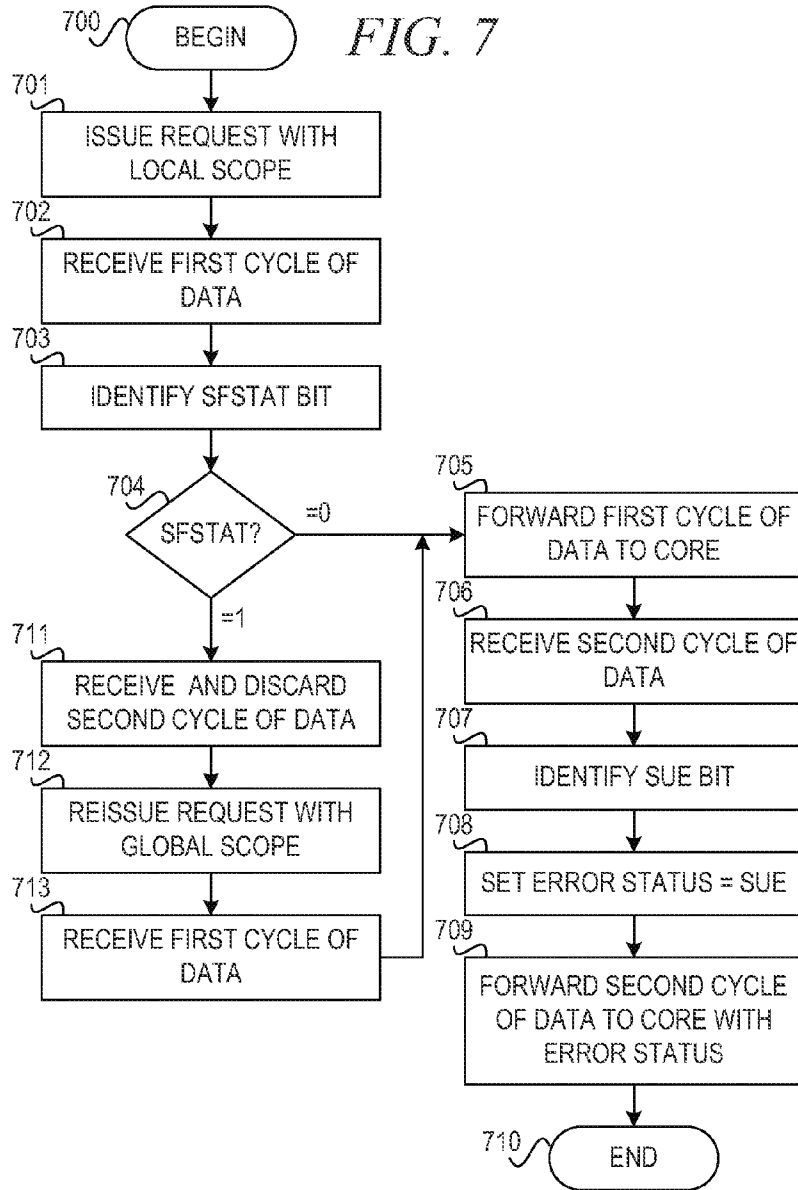 700
BEGIN
FIG. 7
701
ISSUE REQUEST WITH
LOCAL SCOPE
702
RECEIVE FIRST CYCLE OF
DATA
703
IDENTIFY SFSTAT BIT
704
SFSTAT?
=0
=1
711
RECEIVE AND DISCARD
SECOND CYCLE OF DATA
712
REISSUE REQUEST WITH
GLOBAL SCOPE
713
RECEIVE FIRST CYCLE OF
DATA
705
FORWARD FIRST CYCLE OF
DATA TO CORE
706
RECEIVE SECOND CYCLE OF
DATA
707
IDENTIFY SUE BIT
708
SET ERROR STATUS = SUE
709
FORWARD SECOND CYCLE
OF DATA TO CORE WITH
ERROR STATUS
710
END